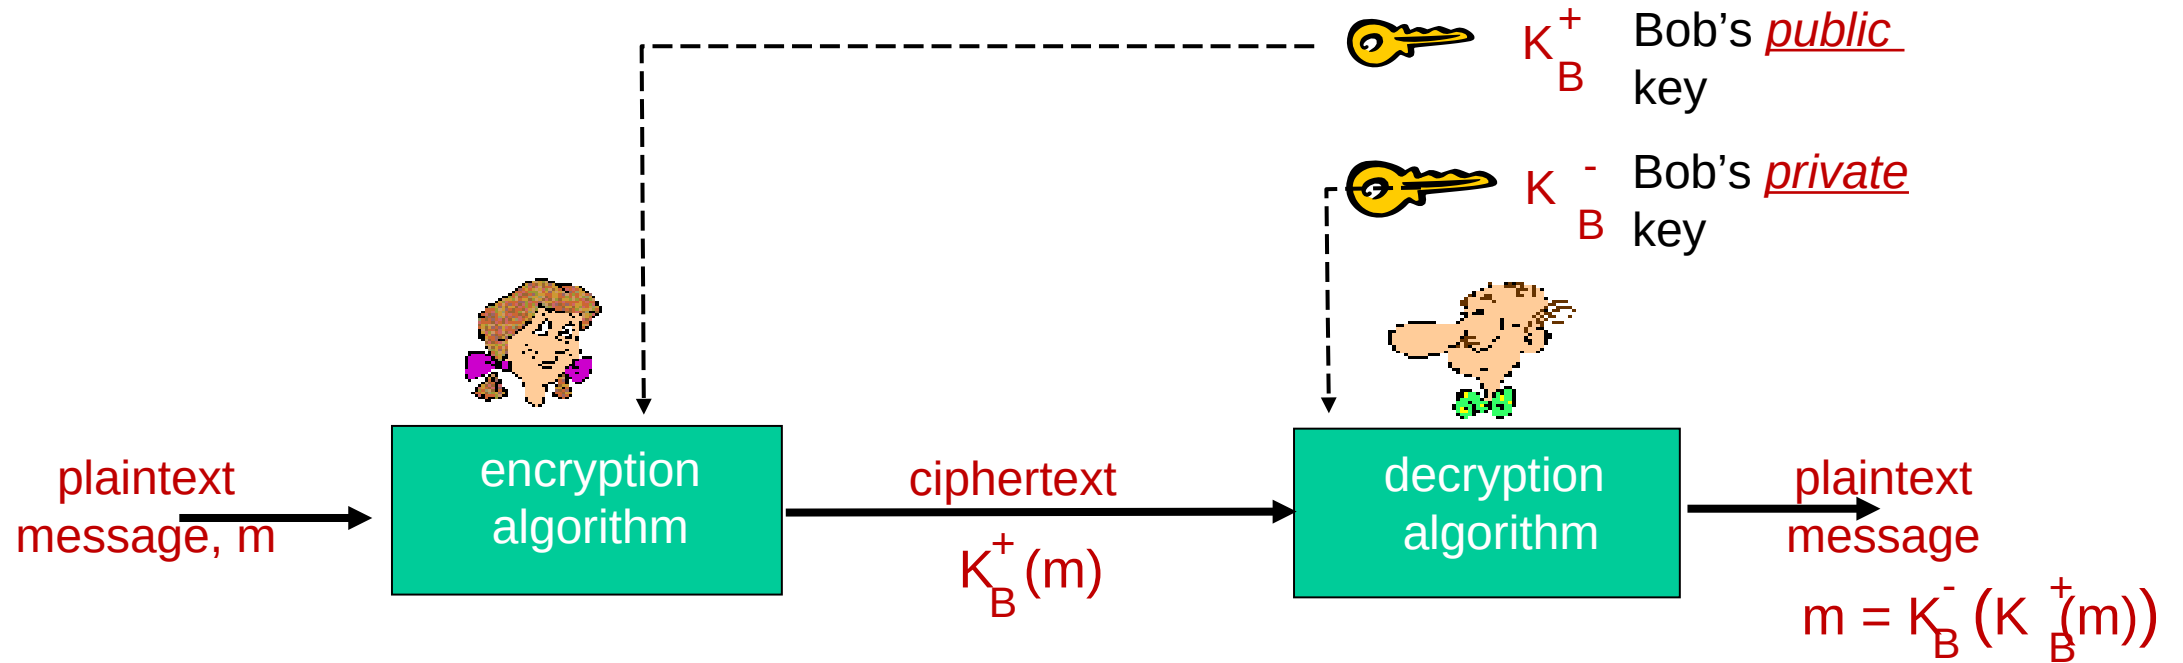 K+B Bob’s public
key
K-B Bob’s private
key
plaintext
message, m
encryption
algorithm
ciphertext
K+B(m)
decryption
algorithm
plaintext
message
m = K-B(K+B(m))